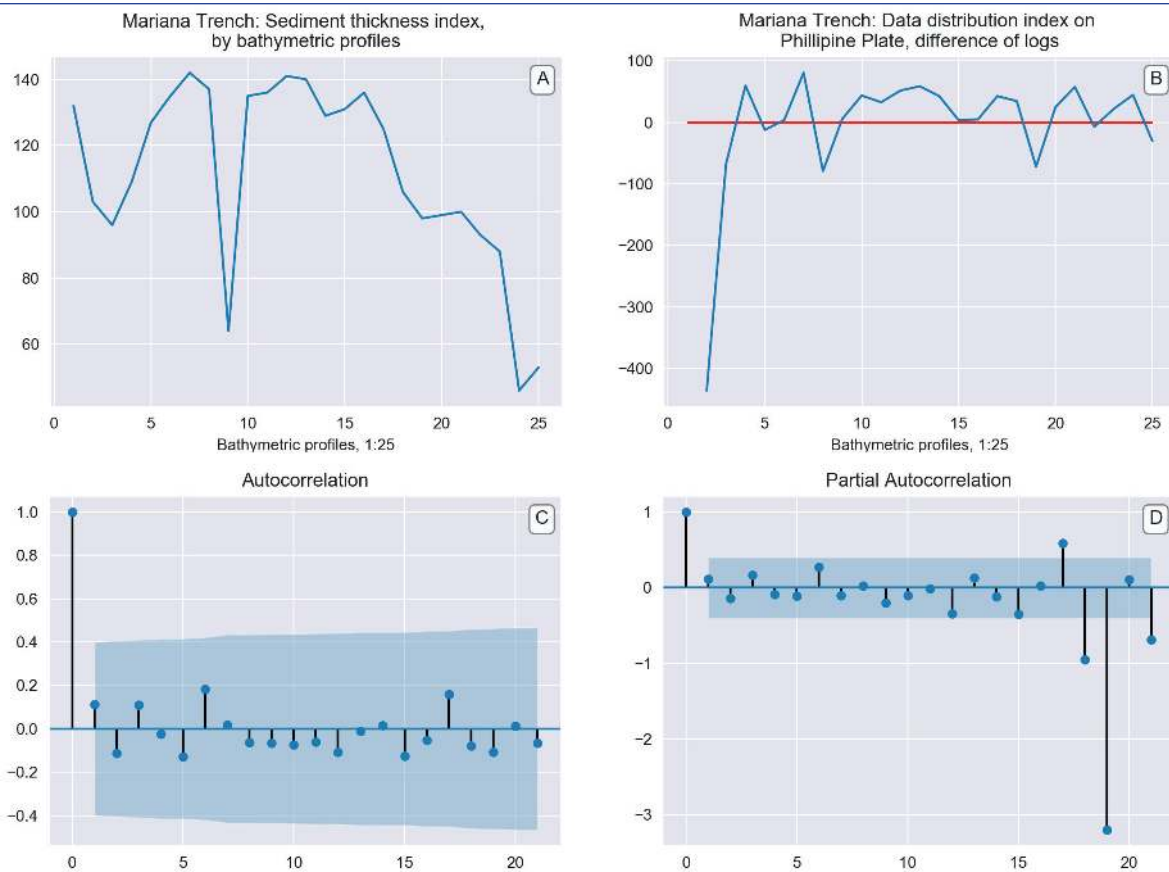 Mariana Trench: Sediment thickness index,
by bathymetric profiles
A
140
120
100
80
60
0 5 10 15 20 25
Bathymetric profiles, 1:25
Mariana Trench: Data distribution index on
Phillipine Plate, difference of logs
B
100
0
−100
−200
−300
−400
0 5 10 15 20 25
Bathymetric profiles, 1:25
Autocorrelation
C
1.0
0.8
0.6
0.4
0.2
0.0
−0.2
−0.4
0 5 10 15 20
Partial Autocorrelation
D
1
0
−1
−2
−3
0 5 10 15 20